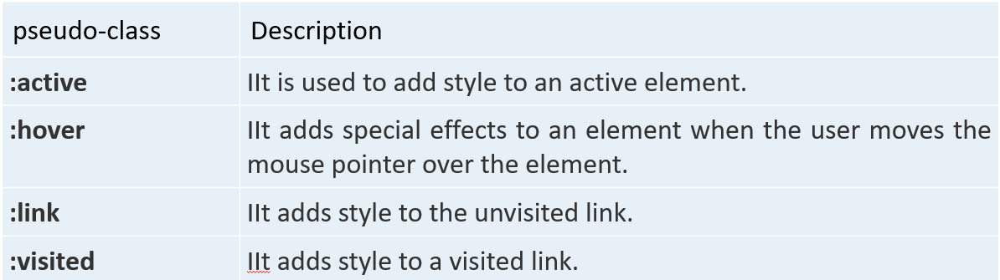 pseudo-class Description
:active IIt is used to add style to an active element.
:hover IIt adds special effects to an element when the user moves the
mouse pointer over the element.
:link IIt adds style to the unvisited link.
:visited IIt adds style to a visited link.